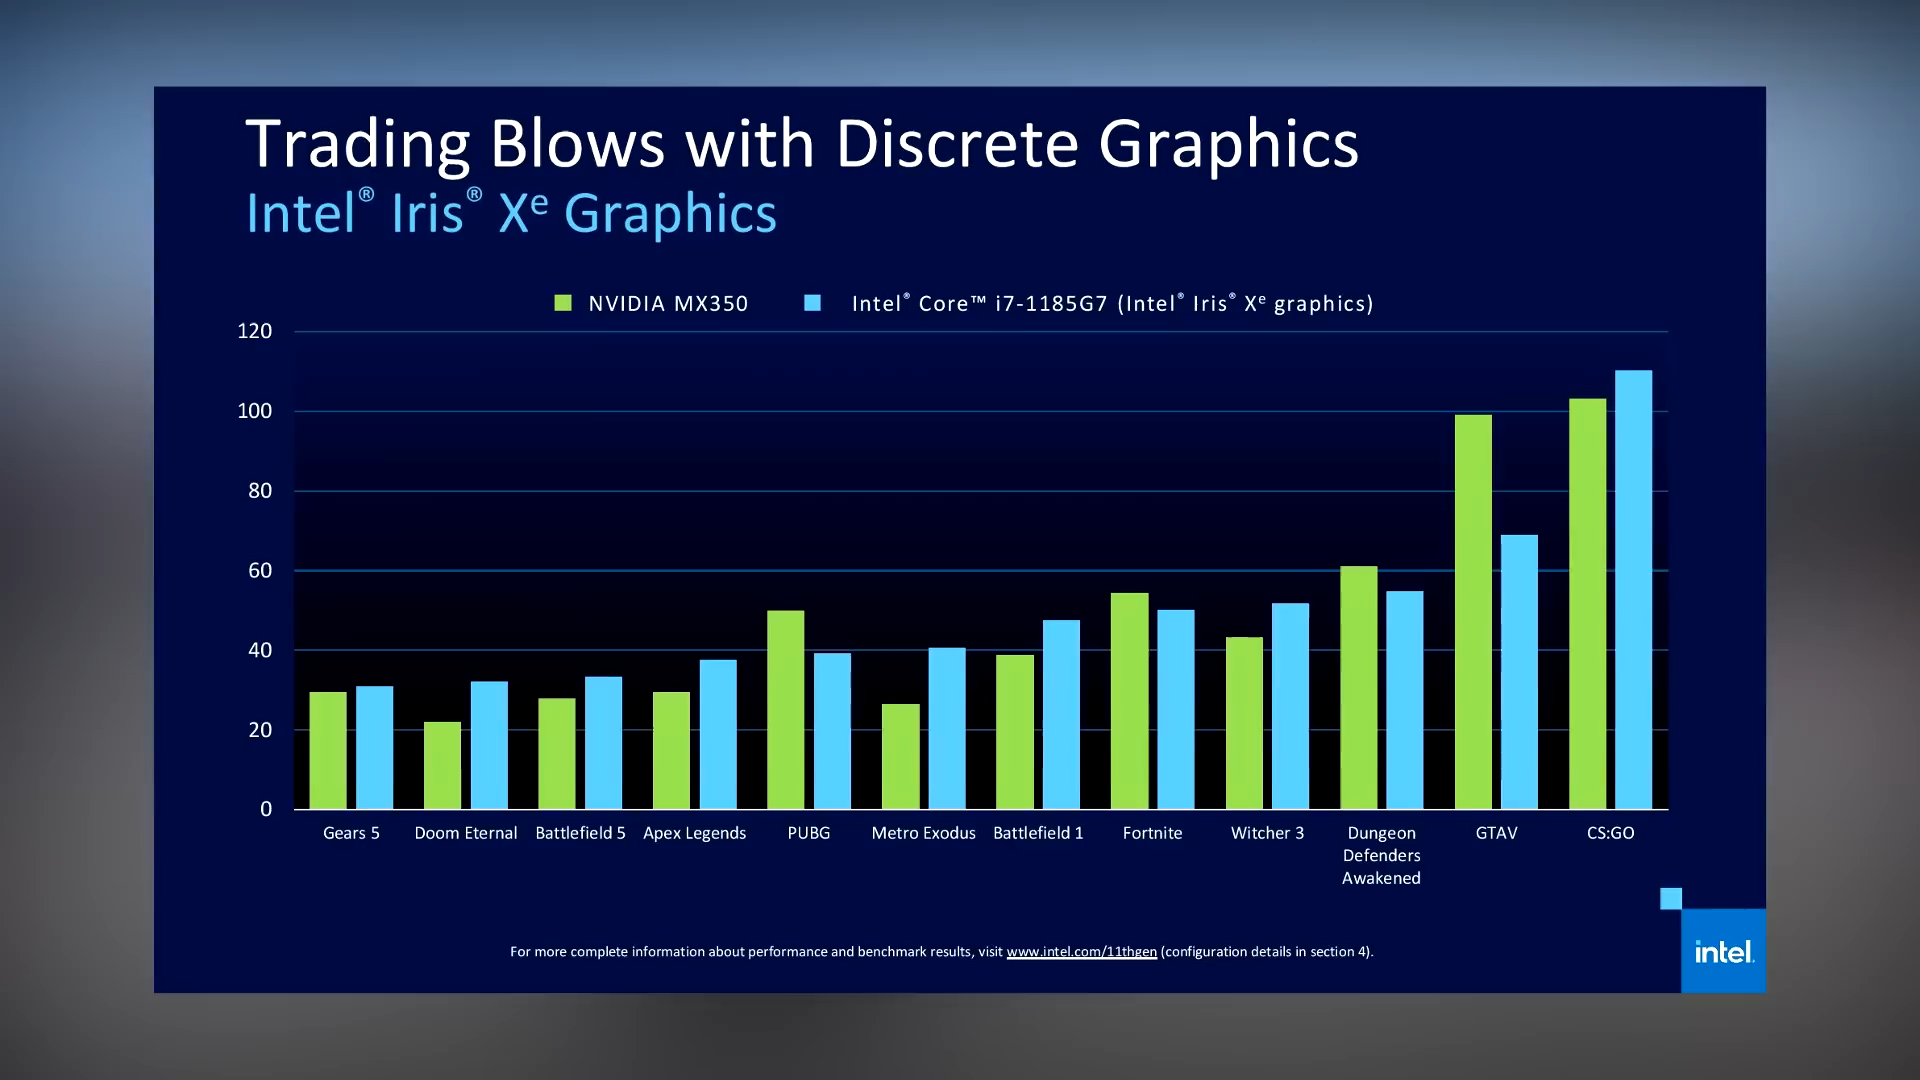 Trading Blows with Discrete Graphics
Intel® Iris® Xᵉ Graphics
NVIDIA MX350
Intel® Core™ i7-1185G7 (Intel® Iris® Xᵉ graphics)
120
100
80
60
40
20
0
Gears 5
Doom Eternal
Battlefield 5
Apex Legends
PUBG
Metro Exodus
Battlefield 1
Fortnite
Witcher 3
Dungeon
Defenders
Awakened
GTAV
CS:GO
For more complete information about performance and benchmark results, visit www.intel.com/11thgen (configuration details in section 4).
intel.